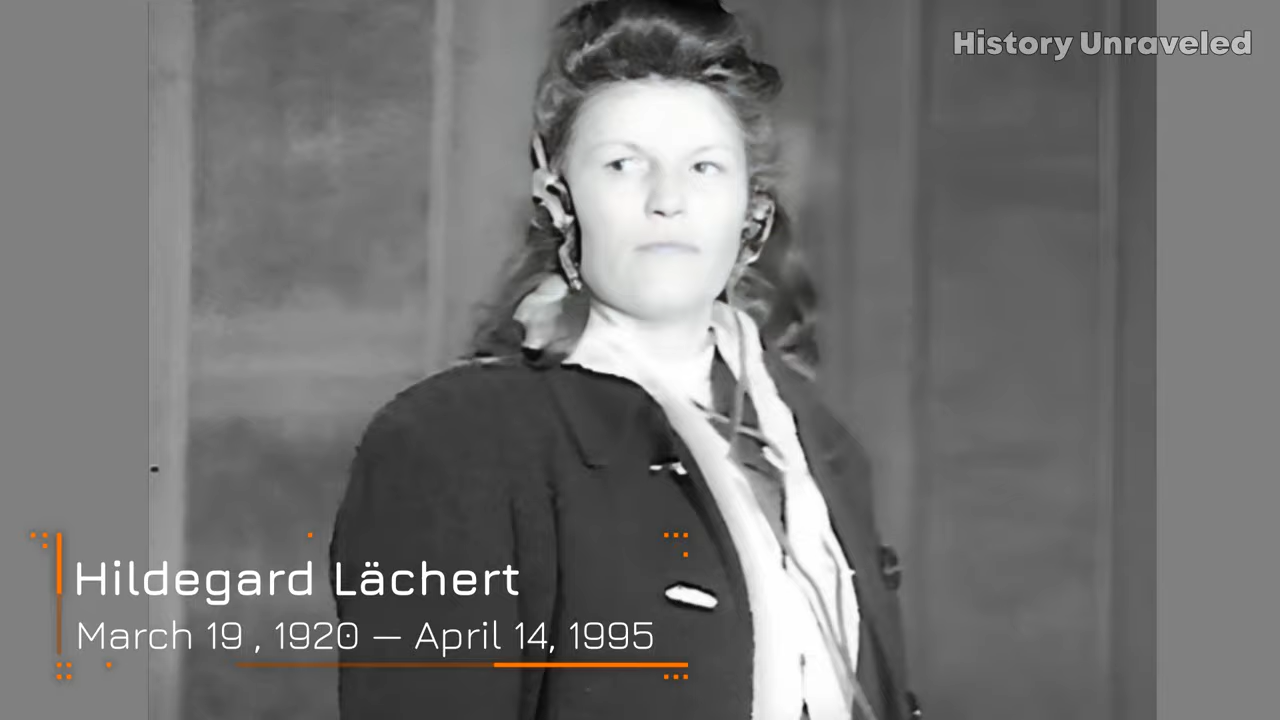 History Unraveled
Hildegard Lächert
March 19 , 1920 — April 14, 1995